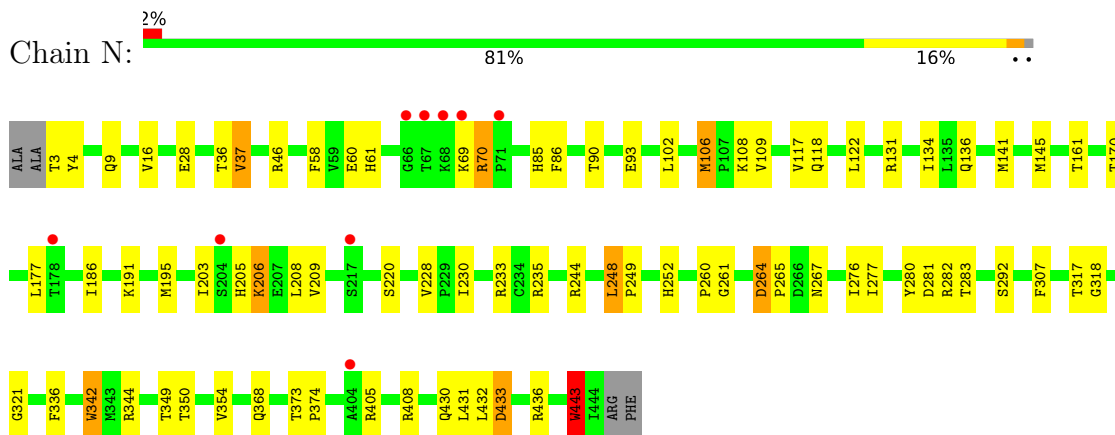 2%
Chain N:
81% 16% • •
ALA ALA T3 Y4 Q9 V16 E28 T36 V37 R46 F58 V59 E60 H61 G66 T67 K68 K69 R70 P71 H85 F86 T90 E93 L102 M106 P107 K108 V109 V117 Q118 L122 R131 I134 L135 Q136 M141 M145 T161 T170
L177 T178 I186 K191 M195 I203 S204 H205 K206 E207 L208 V209 S217 S220 V228 P229 I230 R233 C234 R235 R244 L248 P249 H252 P260 G261 D264 P265 D266 N267 I276 I277 Y280 D281 R282 T283 S292 F307 T317 G318
G321 F336 W342 M343 R344 T349 T350 V354 Q368 T373 P374 A404 R405 R408 Q430 L431 L432 D433 R436 W443 I444 ARG PHE